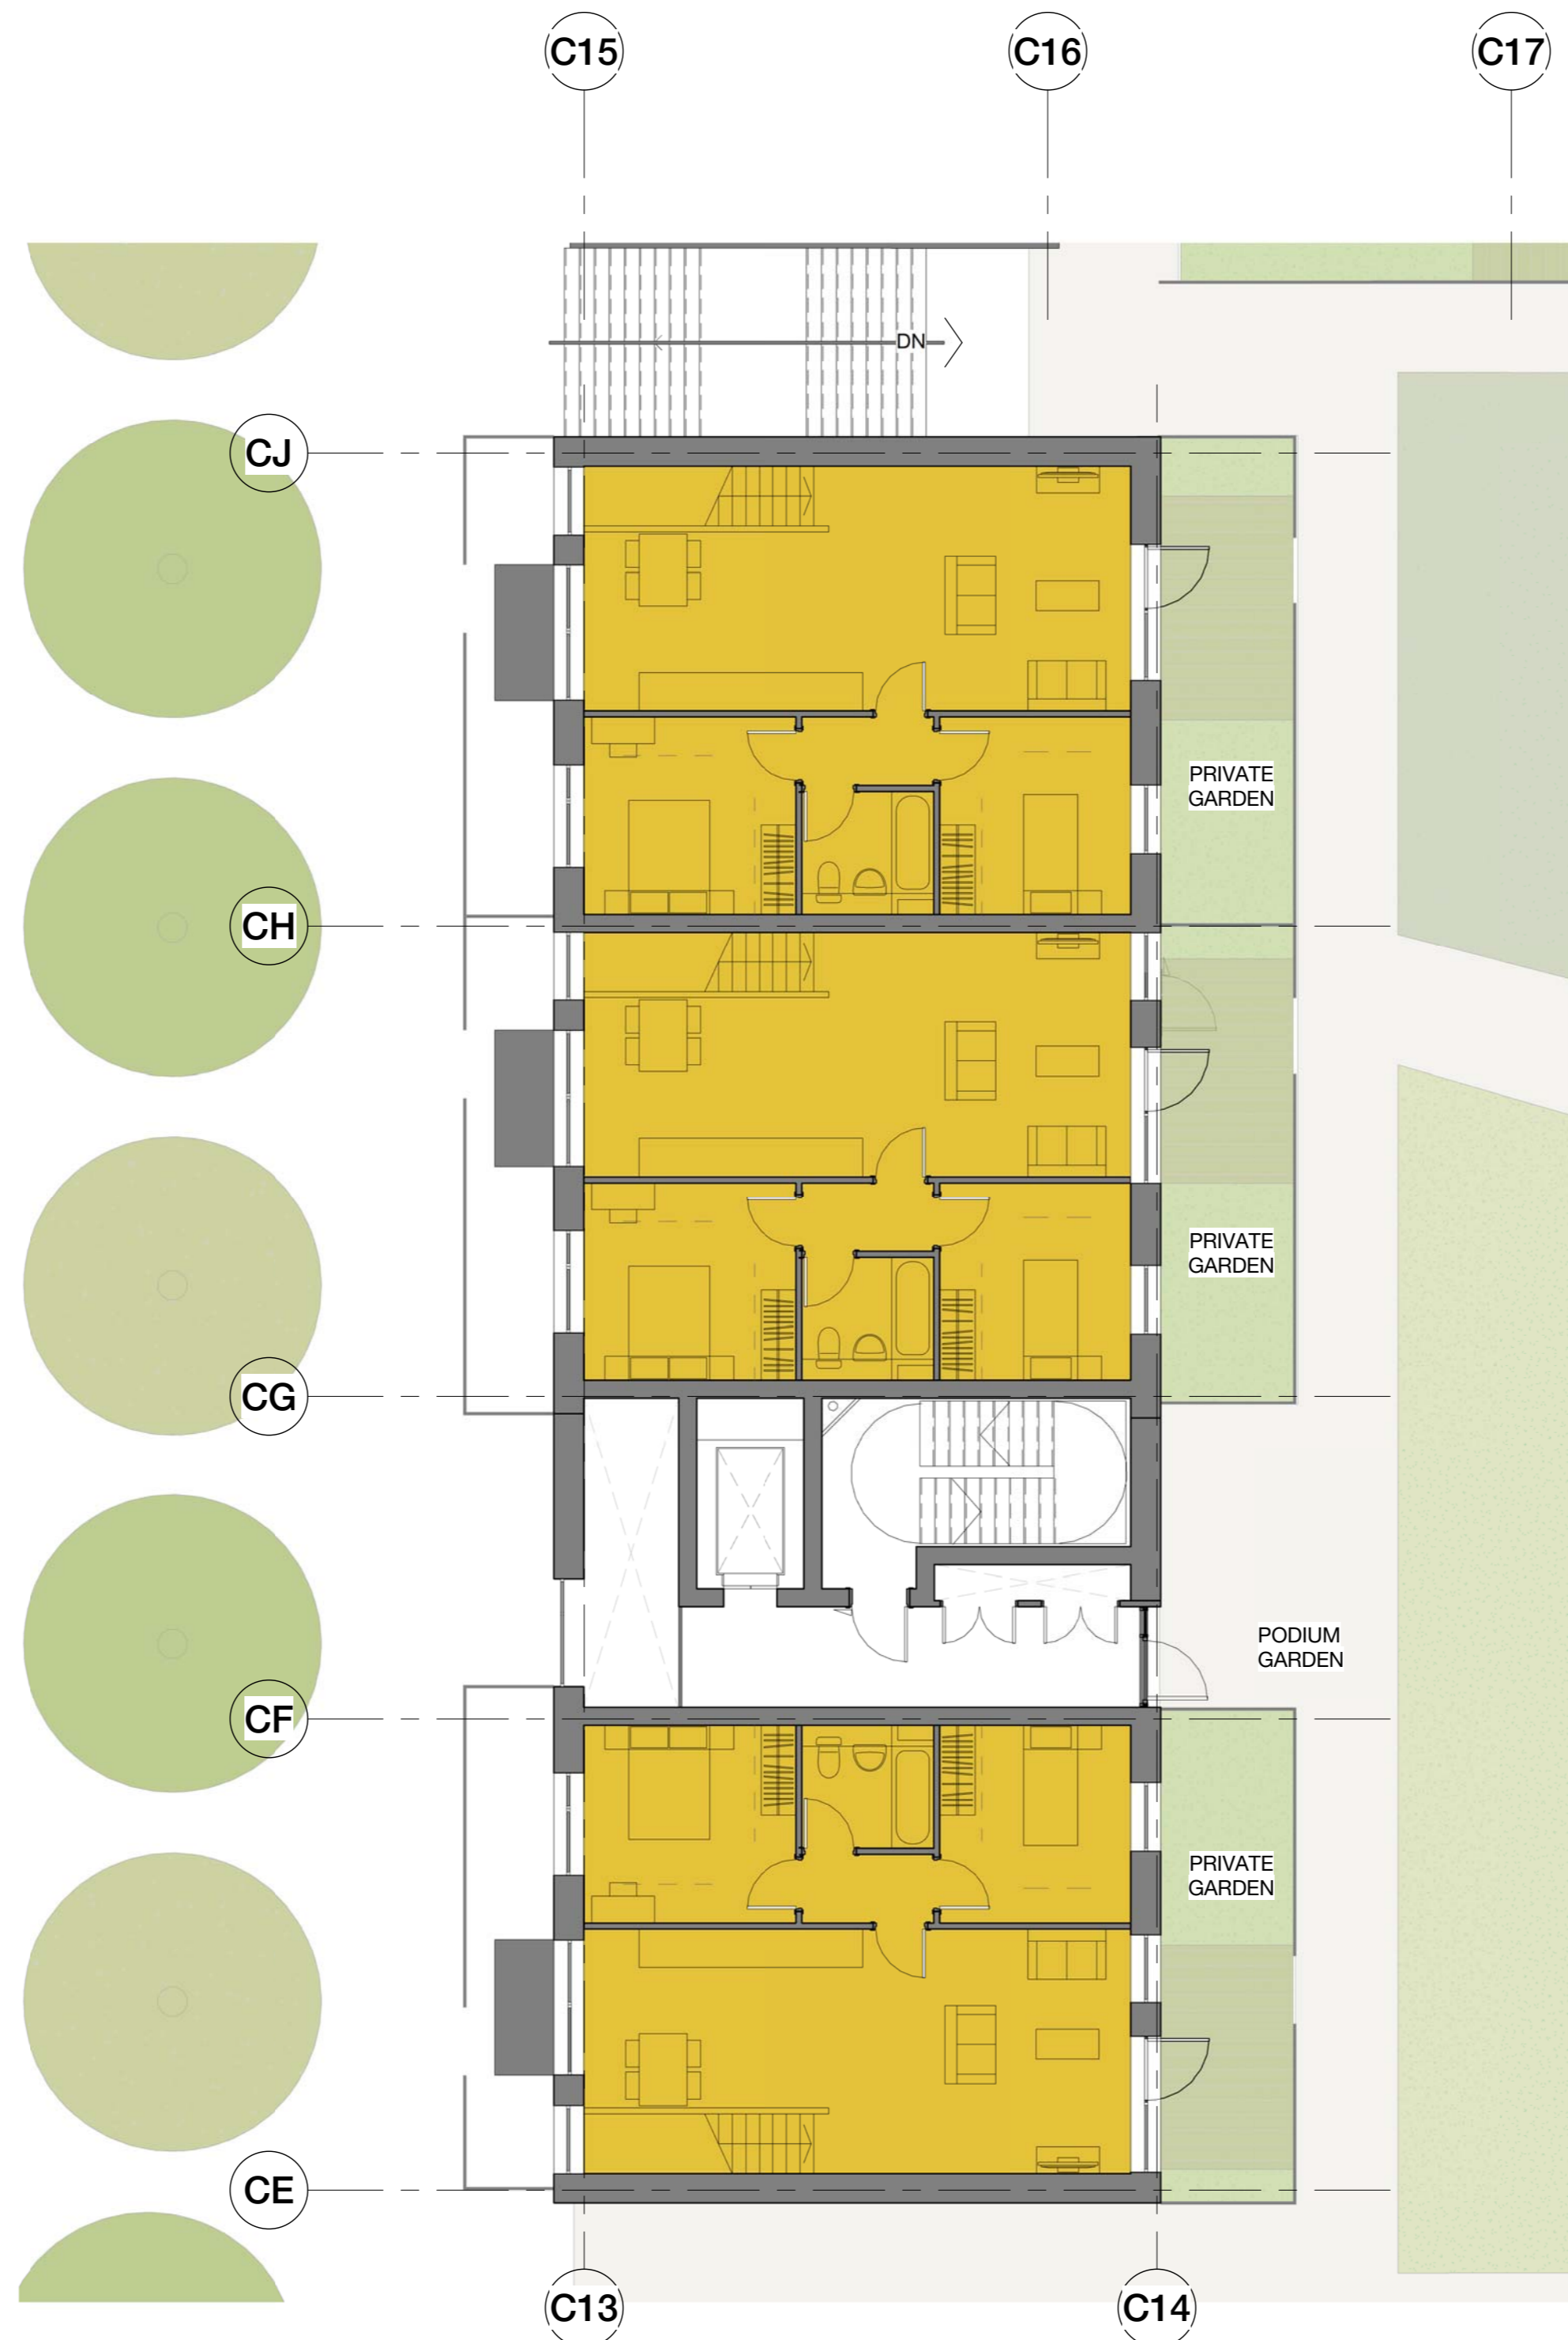 C15
C16
C17
DN
CJ
PRIVATE
GARDEN
CH
PRIVATE
GARDEN
CG
PODIUM
GARDEN
CF
PRIVATE
GARDEN
CE
C13
C14